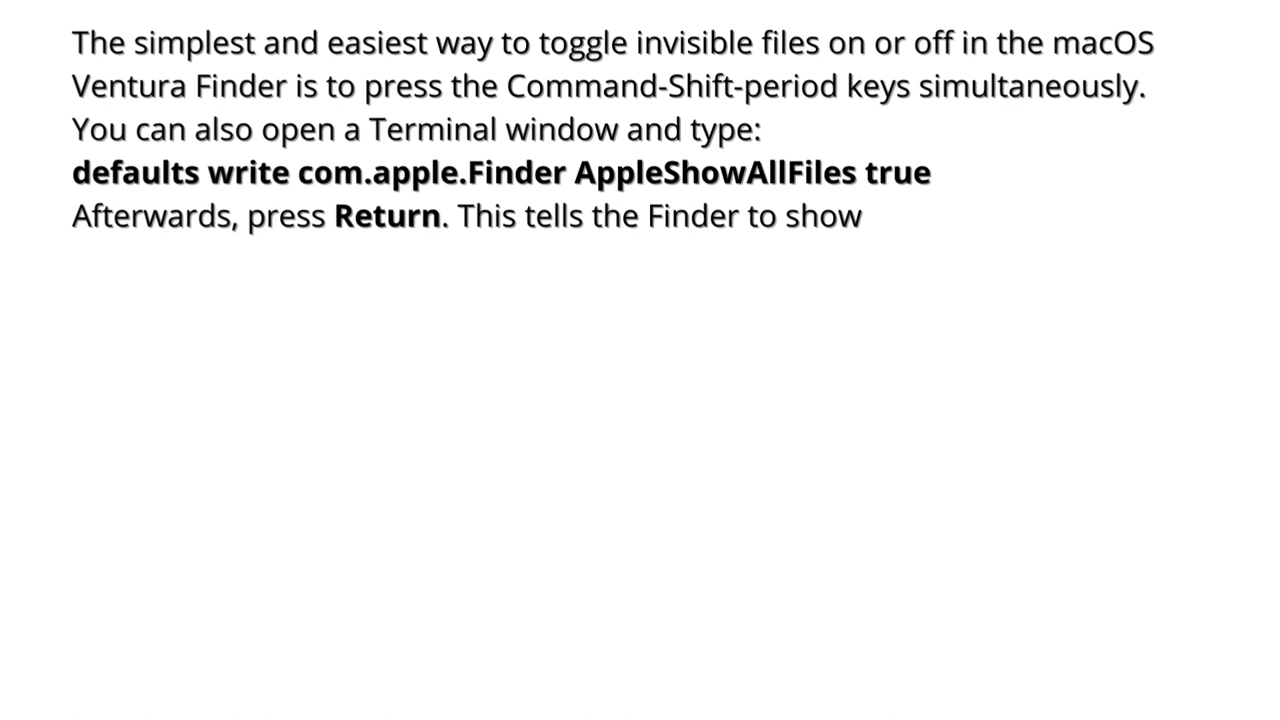 The simplest and easiest way to toggle invisible files on or off in the macOS
Ventura Finder is to press the Command-Shift-period keys simultaneously.
You can also open a Terminal window and type:
defaults write com.apple.Finder AppleShowAllFiles true
Afterwards, press Return. This tells the Finder to show